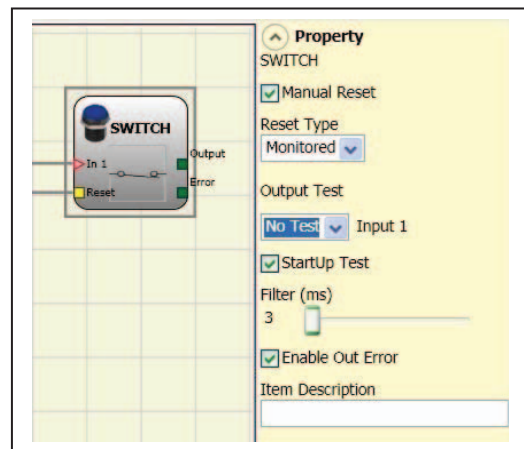 SWITCH
In 1
Reset
Output
Error
Property
SWITCH
Manual Reset
Reset Type
Monitored
Output Test
No Test Input 1
StartUp Test
Filter (ms)
3
Enable Out Error
Item Description